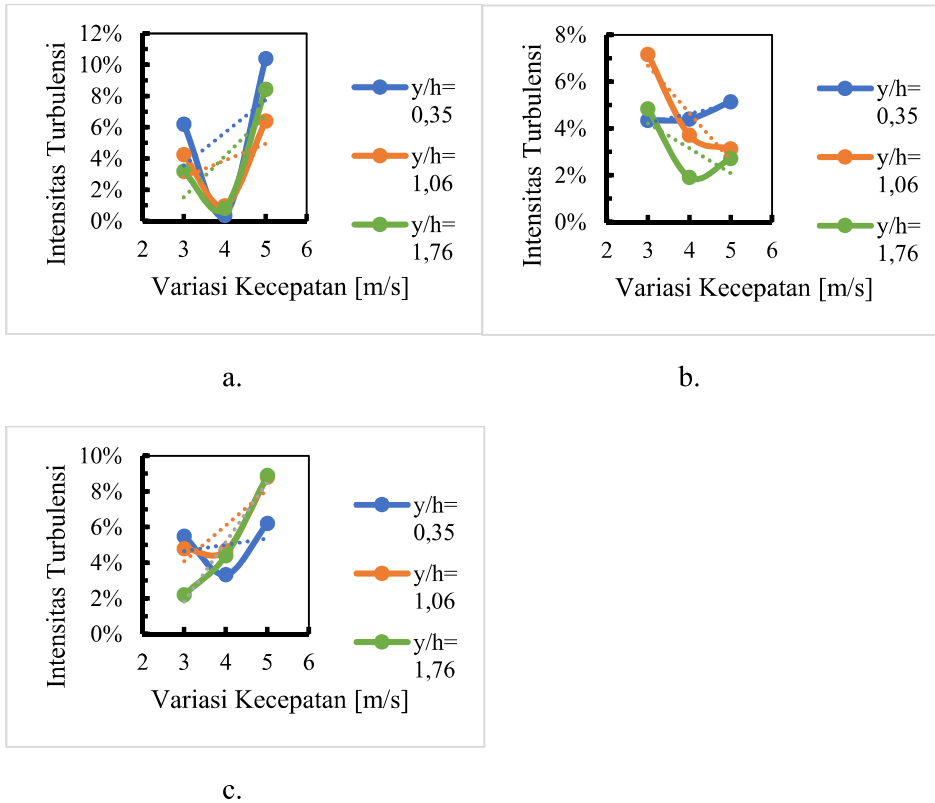 Intensitas Turbulensi
12%
10%
8%
6%
4%
2%
0%
2 3 4 5 6
Variasi Kecepatan [m/s]
y/h=
0,35
y/h=
1,06
y/h=
1,76
a.
Intensitas Turbulensi
8%
6%
4%
2%
0%
2 3 4 5 6
Variasi Kecepatan [m/s]
y/h=
0,35
y/h=
1,06
y/h=
1,76
b.
Intensitas Turbulensi
10%
8%
6%
4%
2%
0%
2 3 4 5 6
Variasi Kecepatan [m/s]
y/h=
0,35
y/h=
1,06
y/h=
1,76
c.